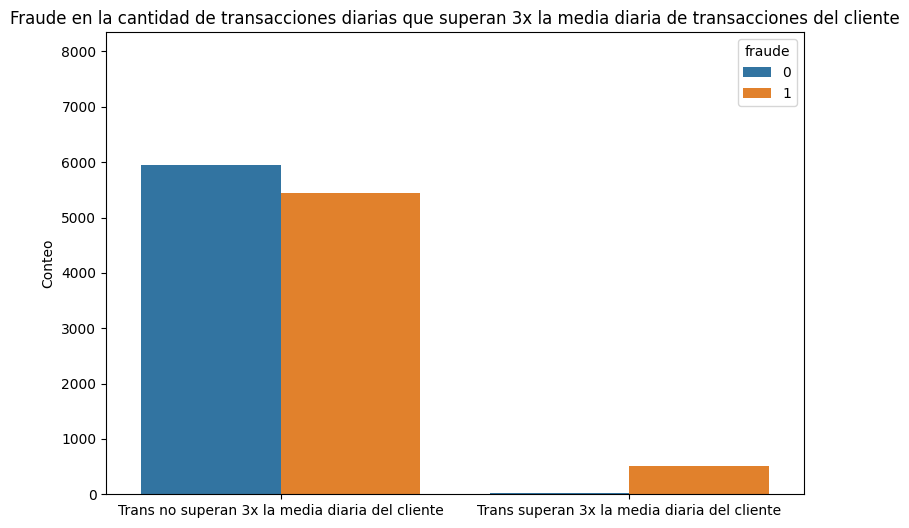 Fraude en la cantidad de transacciones diarias que superan 3x la media diaria de transacciones del cliente
fraude
0
1
8000
7000
6000
5000
4000
3000
2000
1000
0
Conteo
Trans no superan 3x la media diaria del cliente
Trans superan 3x la media diaria del cliente